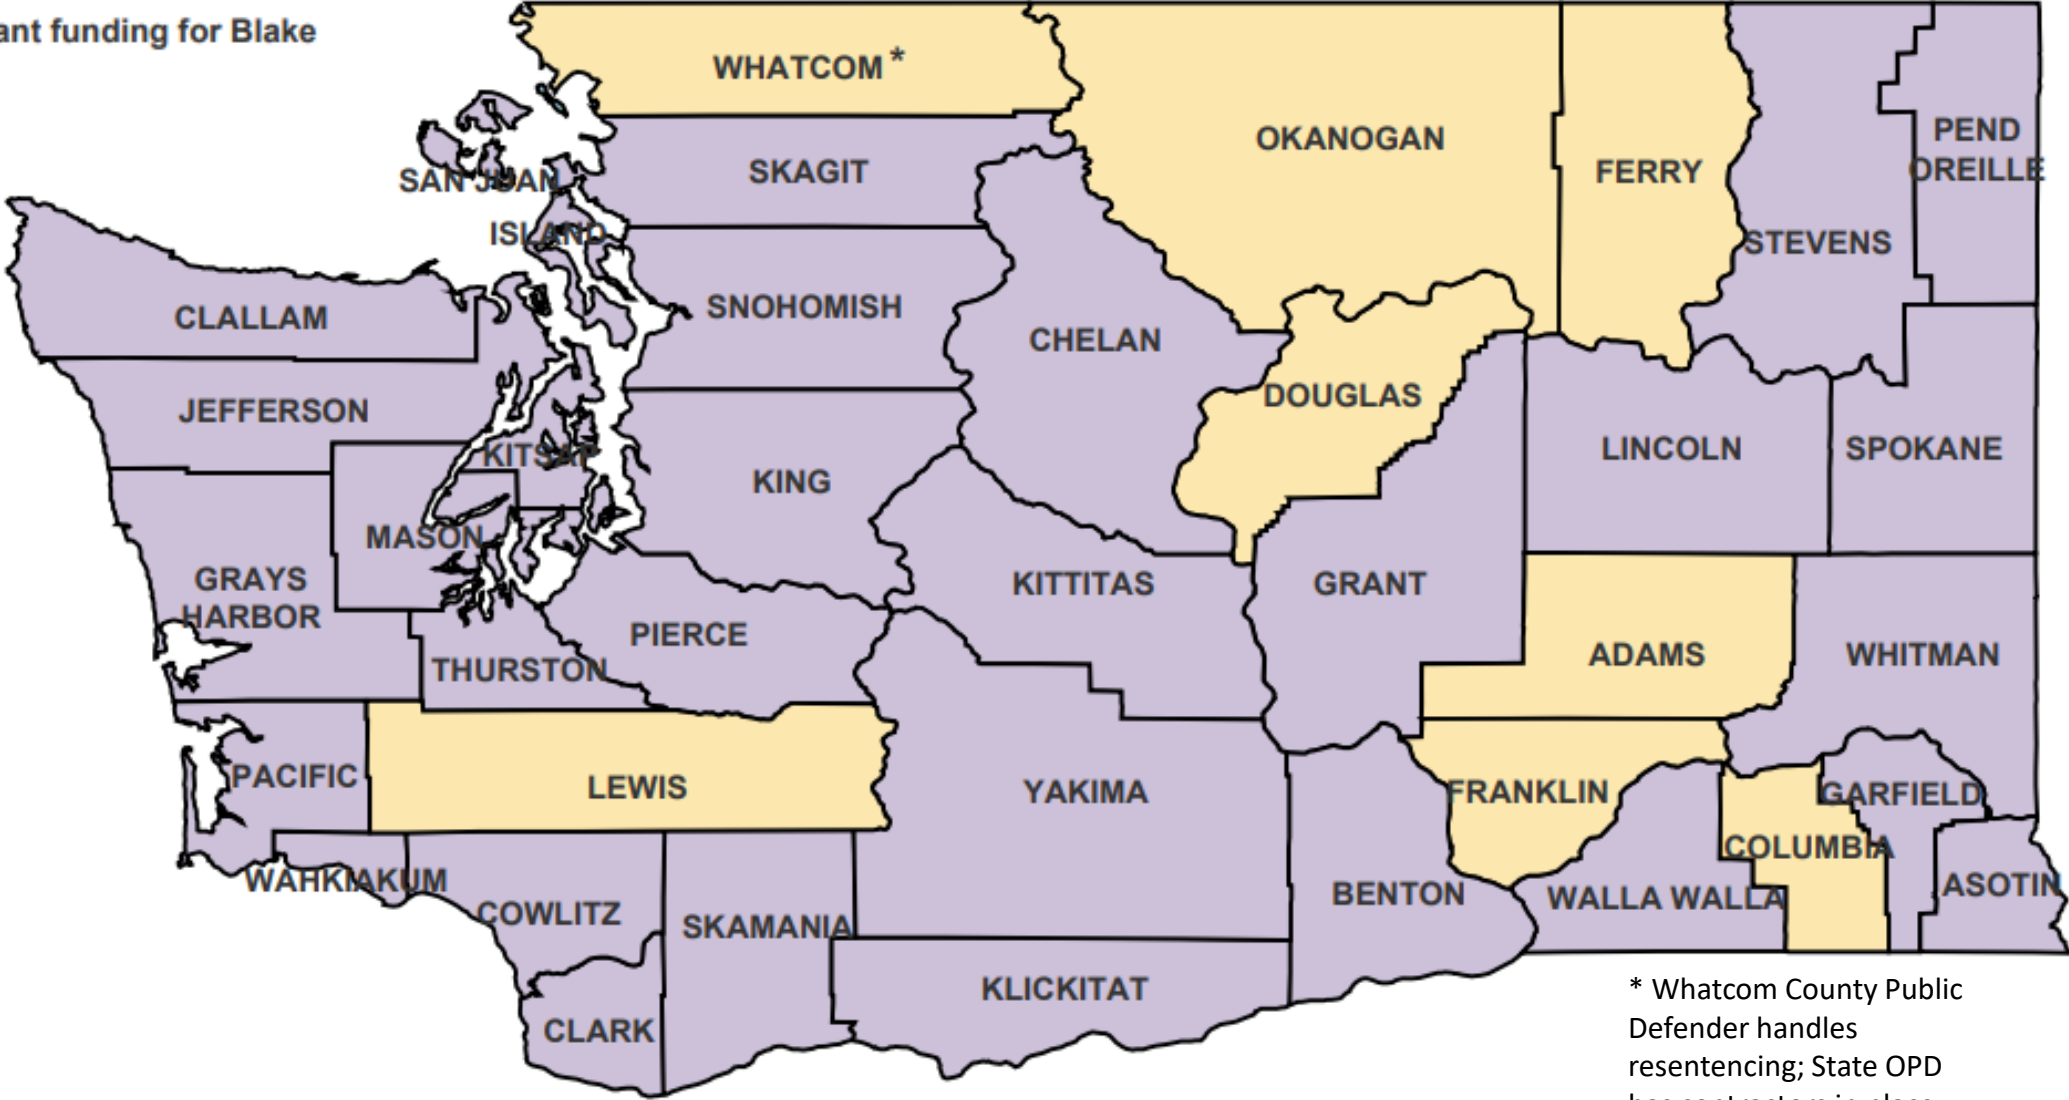 ant funding for Blake
WHATCOM *
OKANOGAN
PEND
OREILLE
SKAGIT
FERRY
SAN JUAN
ISLAND
STEVENS
SNOHOMISH
CLALLAM
CHELAN
DOUGLAS
JEFFERSON
LINCOLN
SPOKANE
KITSAP
KING
MASON
GRAYS
HARBOR
KITTITAS
GRANT
PIERCE
ADAMS
WHITMAN
THURSTON
PACIFIC
LEWIS
YAKIMA
FRANKLIN
GARFIELD
COLUMBIA
WAHKIAKUM
BENTON
WALLA WALLA
ASOTIN
COWLITZ
SKAMANIA
KLICKITAT
CLARK
* Whatcom County Public
Defender handles
resentencing; State OPD